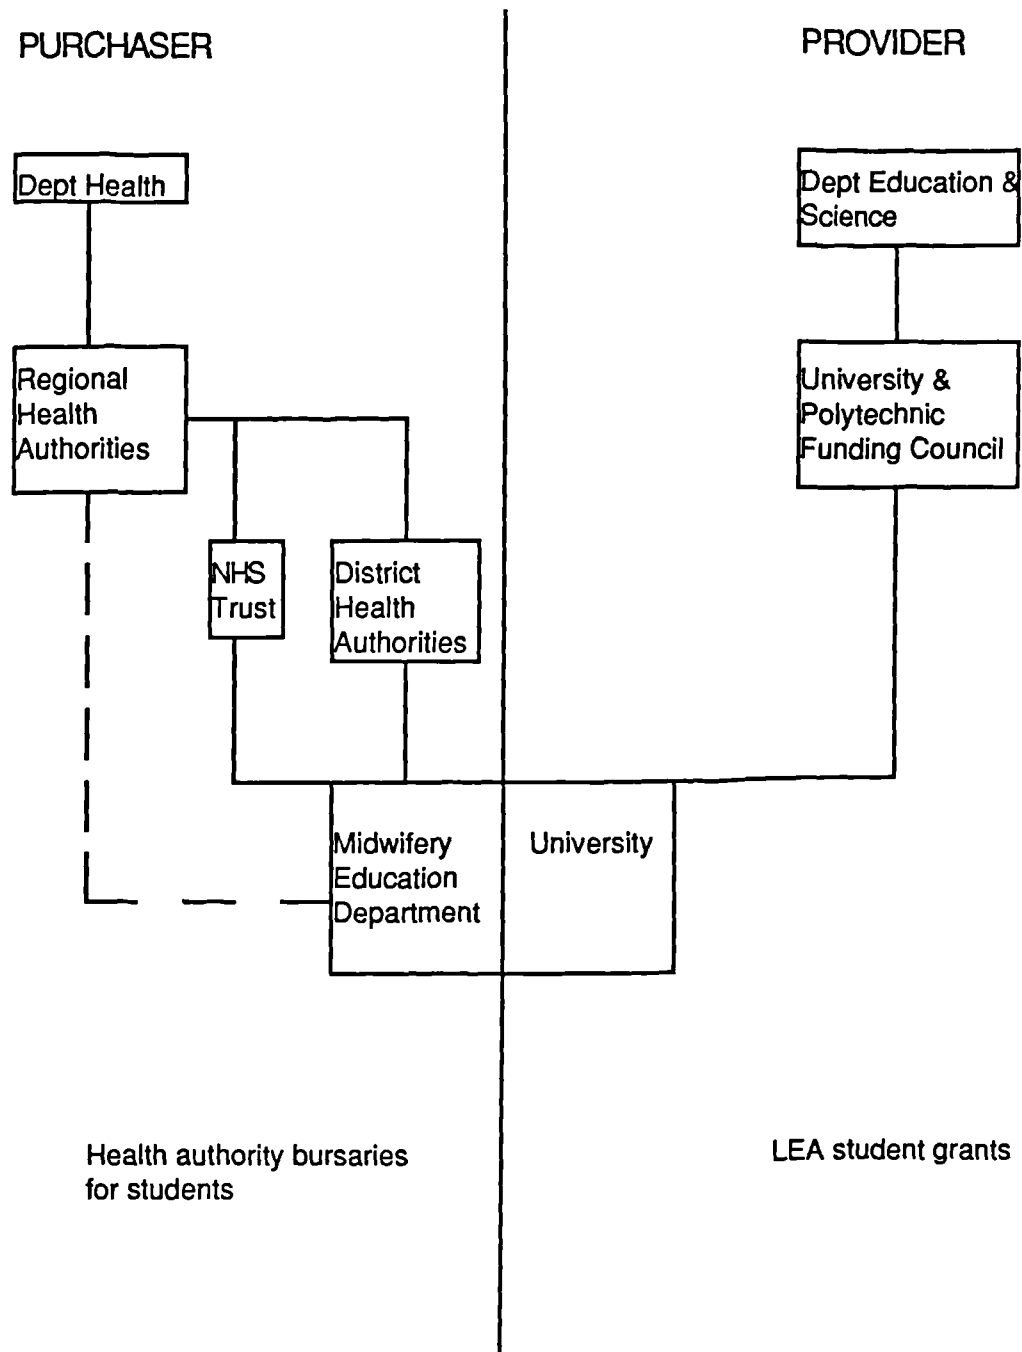 PURCHASER
PROVIDER
Dept Health
Dept Education &
Science
Regional
Health
Authorities
University &
Polytechnic
Funding Council
NHS
Trust
District
Health
Authorities
Midwifery
Education
Department
University
Health authority bursaries
for students
LEA student grants